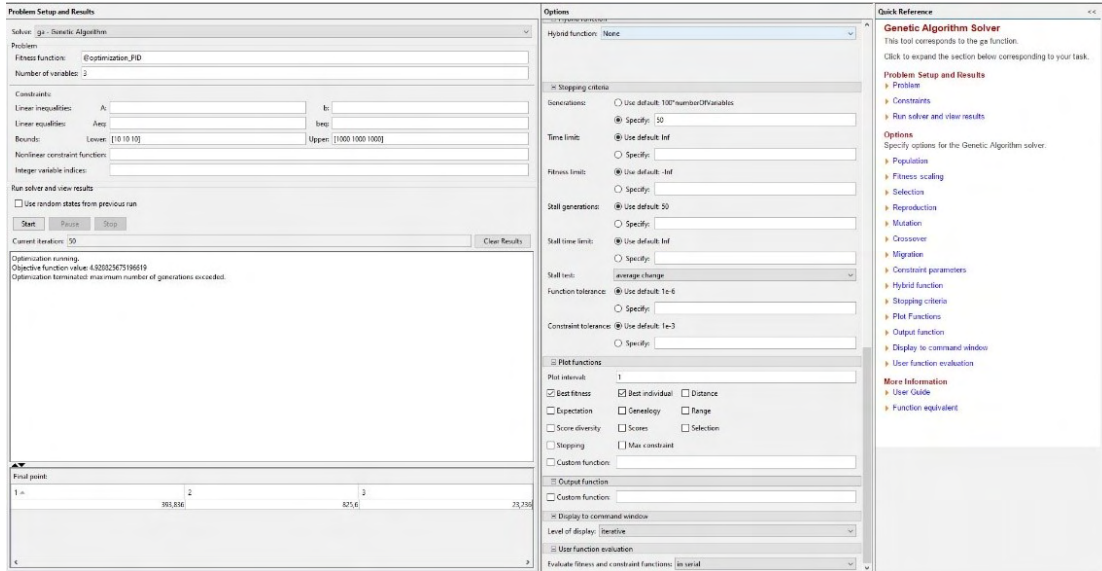 Problem Setup and Results
Solver: ga - Genetic Algorithm
Problem
Fitness function: @optimization_PID
Number of variables: 3
Constraints:
Linear inequalities: A: b:
Linear equalities: Aeq: beq:
Bounds: Lower: [10 10 10] Upper: [1000 1000 1000]
Nonlinear constraint function:
Integer variable indices:
Run solver and view results
Use random states from previous run
Start Pause Stop
Current iteration: 50 Clear Results
Optimization running.
Objective function value: 4.928825675196619
Optimization terminated: maximum number of generations exceeded.
Final point:
1 2 3
393,836 825,6 23,236
Options
Hybrid function
Hybrid function: None
Stopping criteria
Generations: Use default: 100*numberOfVariables
Specify: 50
Time limit: Use default: Inf
Specify:
Fitness limit: Use default: -Inf
Specify:
Stall generations: Use default: 50
Specify:
Stall time limit: Use default: Inf
Specify:
Stall test: average change
Function tolerance: Use default: 1e-6
Specify:
Constraint tolerance: Use default: 1e-3
Specify:
Plot functions
Plot interval: 1
Best fitness Best individual Distance
Expectation Genealogy Range
Score diversity Scores Selection
Stopping Max constraint
Custom function:
Output function
Custom function:
Display to command window
Level of display: iterative
User function evaluation
Evaluate fitness and constraint functions: in serial
Quick Reference <<
Genetic Algorithm Solver
This tool corresponds to the ga function.
Click to expand the section below corresponding to your task.
Problem Setup and Results
Problem
Constraints
Run solver and view results
Options
Specify options for the Genetic Algorithm solver.
Population
Fitness scaling
Selection
Reproduction
Mutation
Crossover
Migration
Constraint parameters
Hybrid function
Stopping criteria
Plot Functions
Output function
Display to command window
User function evaluation
More Information
User Guide
Function equivalent